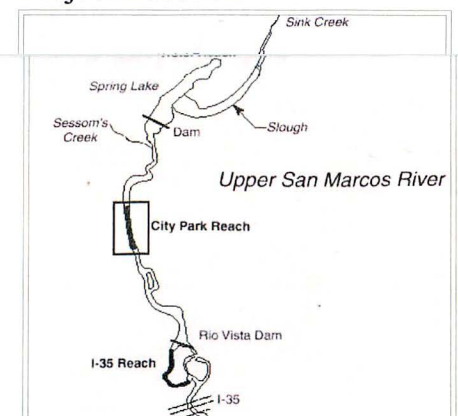 Sink Creek
Spring Lake
Sessom's
Creek
Dam
Slough
Upper San Marcos River
City Park Reach
Rio Vista Dam
I-35 Reach
I-35